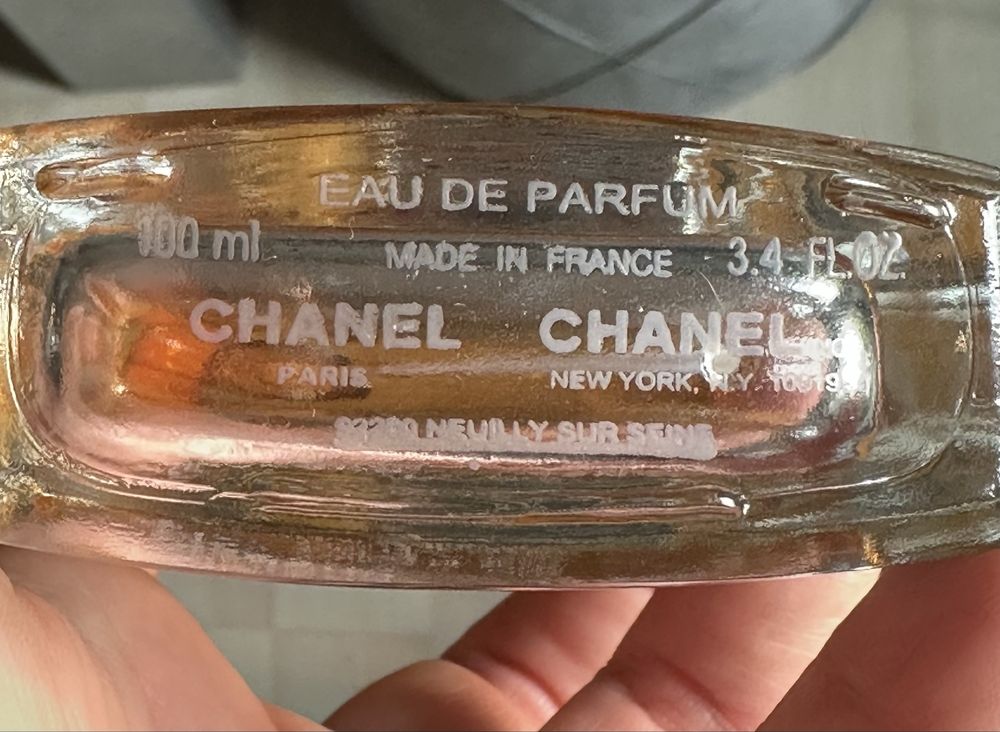 EAU DE PARFUM
100 ml MADE IN FRANCE 3.4 FL.OZ.
CHANEL CHANEL
PARIS NEW YORK, N.Y. 10019
NEUILLY SUR SEINE